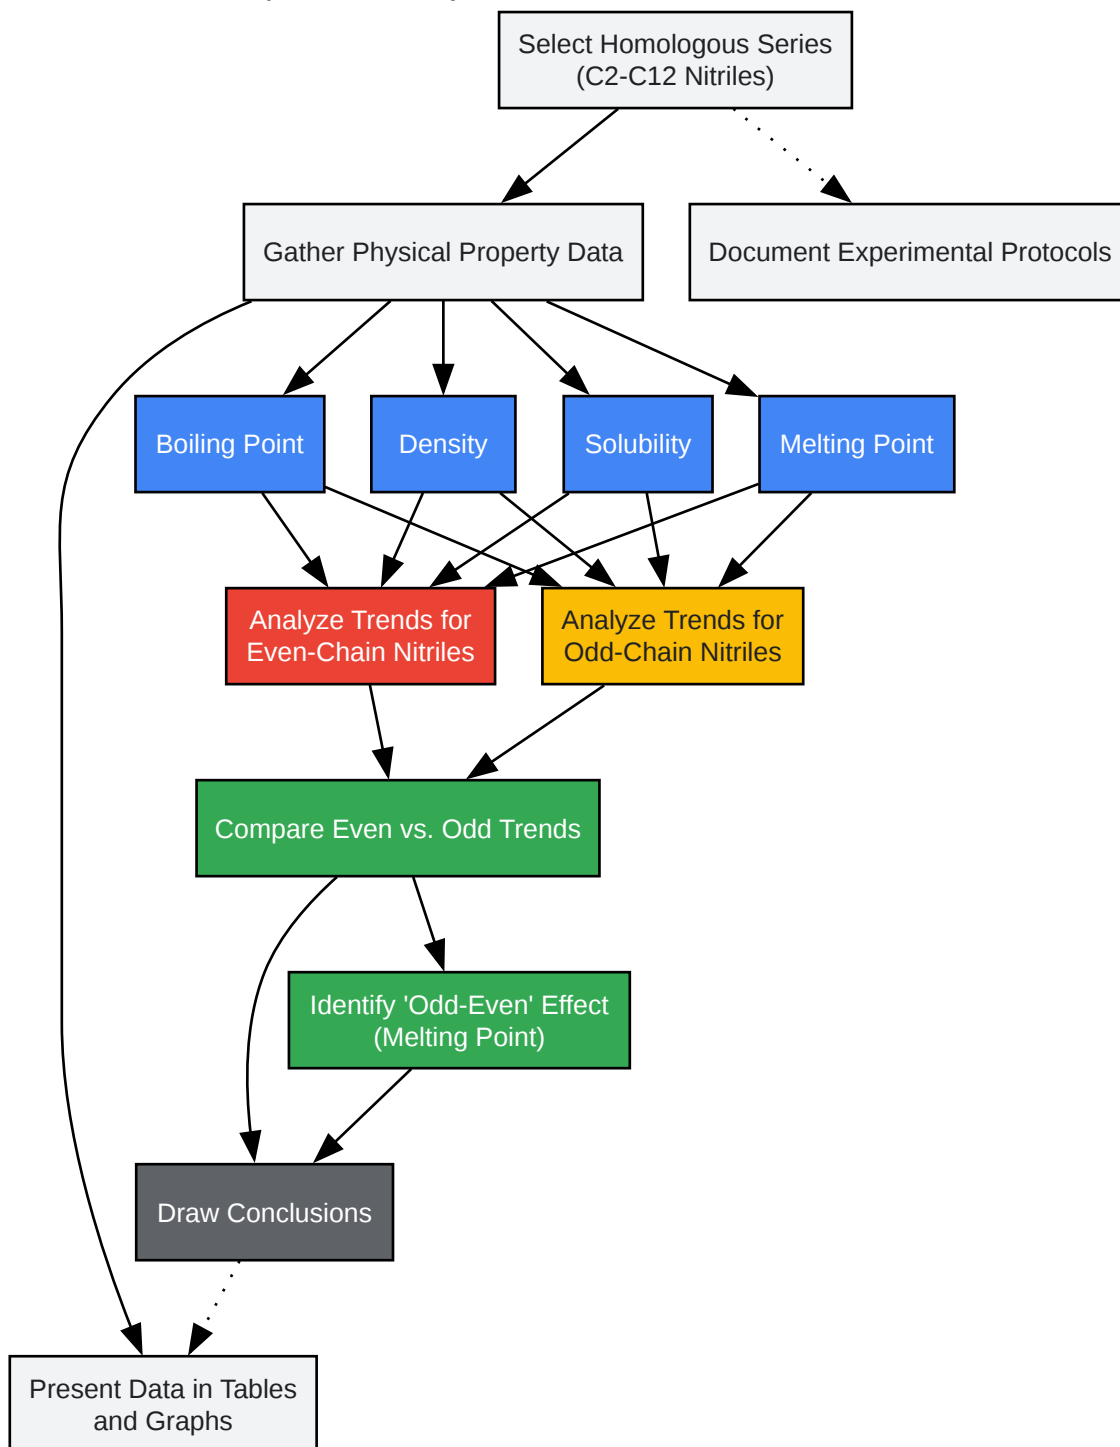 Select Homologous Series
(C2-C12 Nitriles)
Gather Physical Property Data
Document Experimental Protocols
Boiling Point
Density
Solubility
Melting Point
Analyze Trends for
Even-Chain Nitriles
Analyze Trends for
Odd-Chain Nitriles
Compare Even vs. Odd Trends
Identify 'Odd-Even' Effect
(Melting Point)
Draw Conclusions
Present Data in Tables
and Graphs